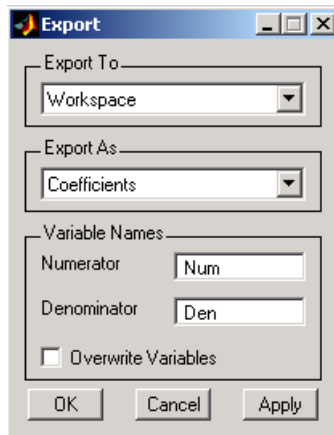 Export
Export To
Workspace
Export As
Coefficients
Variable Names
Numerator Num
Denominator Den
Overwrite Variables
OK Cancel Apply